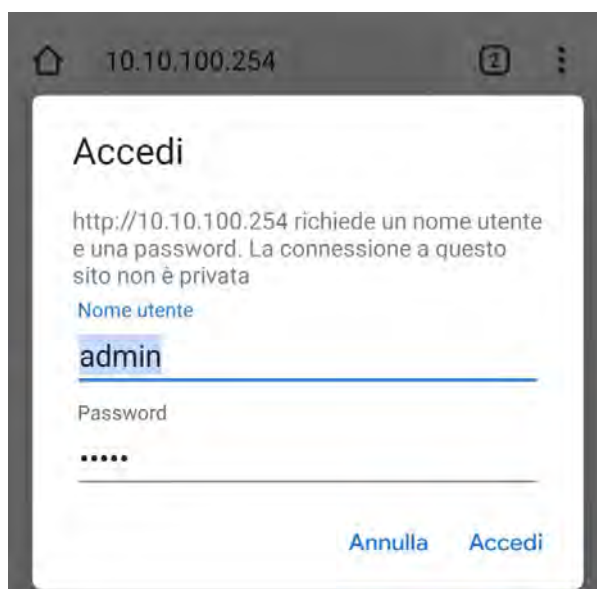 10.10.100.254
2
Accedi
http://10.10.100.254 richiede un nome utente
e una password. La connessione a questo
sito non è privata
Nome utente
admin
Password
•••••
Annulla Accedi